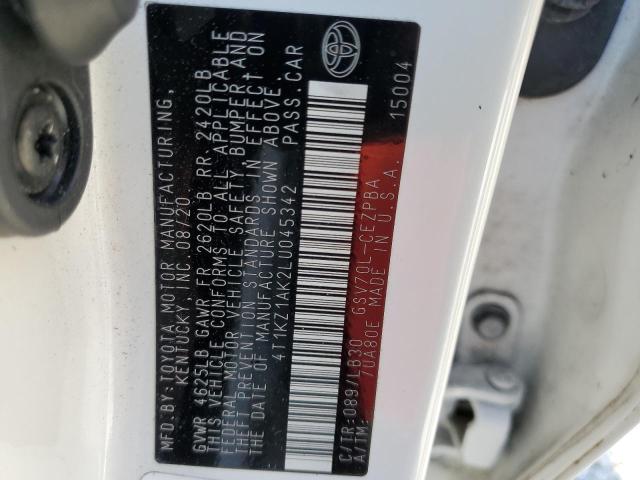 MFD.BY:TOYOTA MOTOR MANUFACTURING,
KENTUCKY, INC. 08/20
GVWR 4625LB GAWR FR 2620LB RR 2420LB
THIS VEHICLE CONFORMS TO ALL APPLICABLE
FEDERAL MOTOR VEHICLE SAFETY BUMPER AND
THEFT PREVENTION STANDARDS IN EFFECT ON
THE DATE OF MANUFACTURE SHOWN ABOVE.
4T1KZ1AK2LU045342 PASS.CAR
C/TR:089/LB30 GSV70L-CEZPBA
A/TM: 70A80E MADE IN U.S.A.
15004